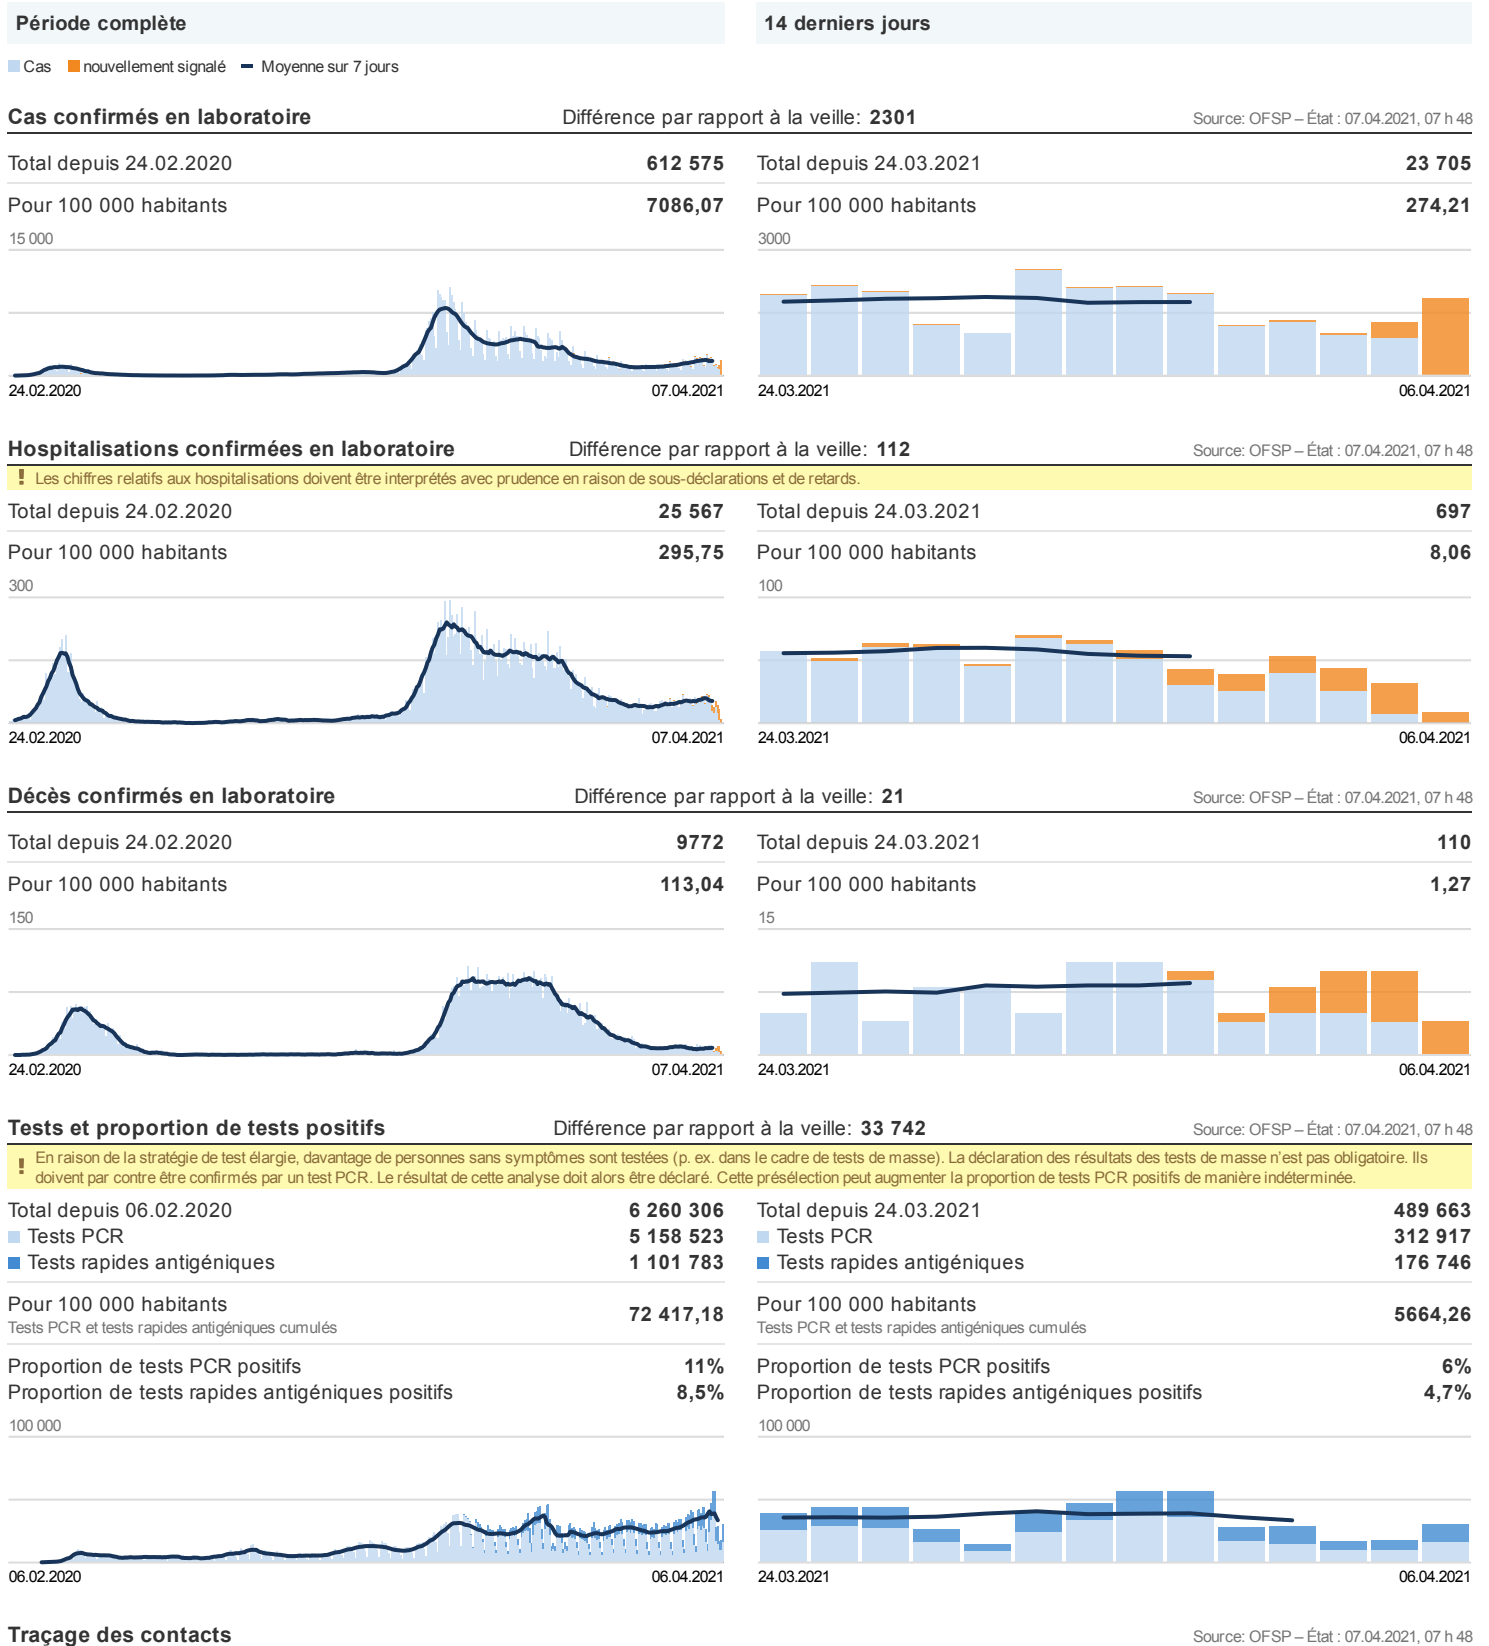 Période complète
14 derniers jours
Cas nouvellement signalé Moyenne sur 7 jours
Cas confirmés en laboratoire Différence par rapport à la veille: 2301 Source: OFSP – État : 07.04.2021, 07 h 48
Total depuis 24.02.2020 612 575 Total depuis 24.03.2021 23 705
Pour 100 000 habitants 7086,07 Pour 100 000 habitants 274,21
15 000 3000
24.02.2020 07.04.2021 24.03.2021 06.04.2021
Hospitalisations confirmées en laboratoire Différence par rapport à la veille: 112 Source: OFSP – État : 07.04.2021, 07 h 48
! Les chiffres relatifs aux hospitalisations doivent être interprétés avec prudence en raison de sous-déclarations et de retards.
Total depuis 24.02.2020 25 567 Total depuis 24.03.2021 697
Pour 100 000 habitants 295,75 Pour 100 000 habitants 8,06
300 100
24.02.2020 07.04.2021 24.03.2021 06.04.2021
Décès confirmés en laboratoire Différence par rapport à la veille: 21 Source: OFSP – État : 07.04.2021, 07 h 48
Total depuis 24.02.2020 9772 Total depuis 24.03.2021 110
Pour 100 000 habitants 113,04 Pour 100 000 habitants 1,27
150 15
24.02.2020 07.04.2021 24.03.2021 06.04.2021
Tests et proportion de tests positifs Différence par rapport à la veille: 33 742 Source: OFSP – État : 07.04.2021, 07 h 48
! En raison de la stratégie de test élargie, davantage de personnes sans symptômes sont testées (p. ex. dans le cadre de tests de masse). La déclaration des résultats des tests de masse n'est pas obligatoire. Ils
doivent par contre être confirmés par un test PCR. Le résultat de cette analyse doit alors être déclaré. Cette présélection peut augmenter la proportion de tests PCR positifs de manière indéterminée.
Total depuis 06.02.2020 6 260 306 Total depuis 24.03.2021 489 663
Tests PCR 5 158 523 Tests PCR 312 917
Tests rapides antigéniques 1 101 783 Tests rapides antigéniques 176 746
Pour 100 000 habitants 72 417,18 Pour 100 000 habitants 5664,26
Tests PCR et tests rapides antigéniques cumulés Tests PCR et tests rapides antigéniques cumulés
Proportion de tests PCR positifs 11% Proportion de tests PCR positifs 6%
Proportion de tests rapides antigéniques positifs 8,5% Proportion de tests rapides antigéniques positifs 4,7%
100 000 100 000
06.02.2020 06.04.2021 24.03.2021 06.04.2021
Traçage des contacts Source: OFSP – État : 07.04.2021, 07 h 48